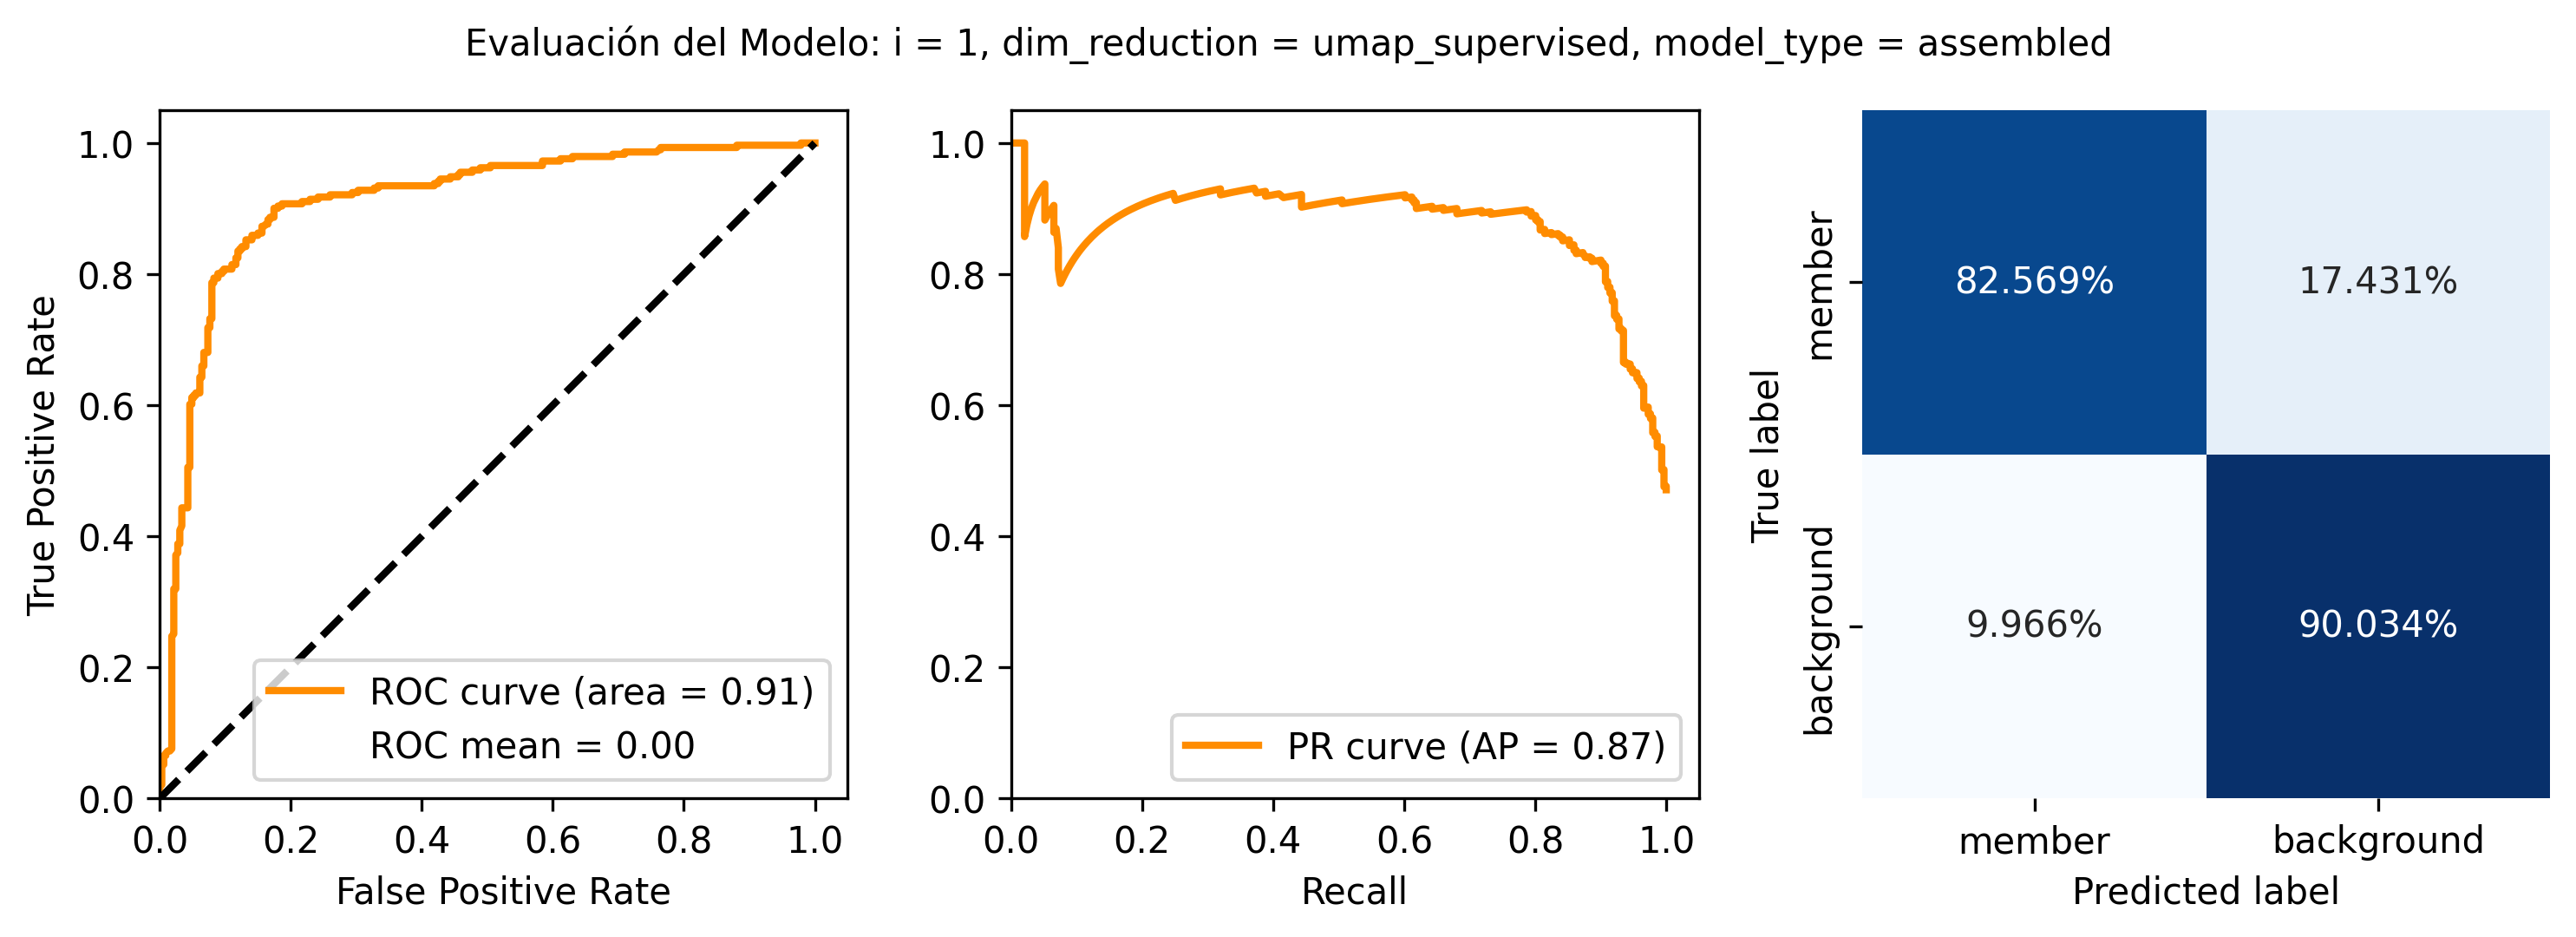 Evaluación del Modelo: i = 1, dim_reduction = umap_supervised, model_type = assembled
True Positive Rate
1.0
0.8
0.6
0.4
0.2
0.0
0.0 0.2 0.4 0.6 0.8 1.0
False Positive Rate
ROC curve (area = 0.91)
ROC mean = 0.00
1.0
0.8
0.6
0.4
0.2
0.0
0.0 0.2 0.4 0.6 0.8 1.0
Recall
PR curve (AP = 0.87)
True label
member
background
82.569% 17.431%
9.966% 90.034%
member background
Predicted label